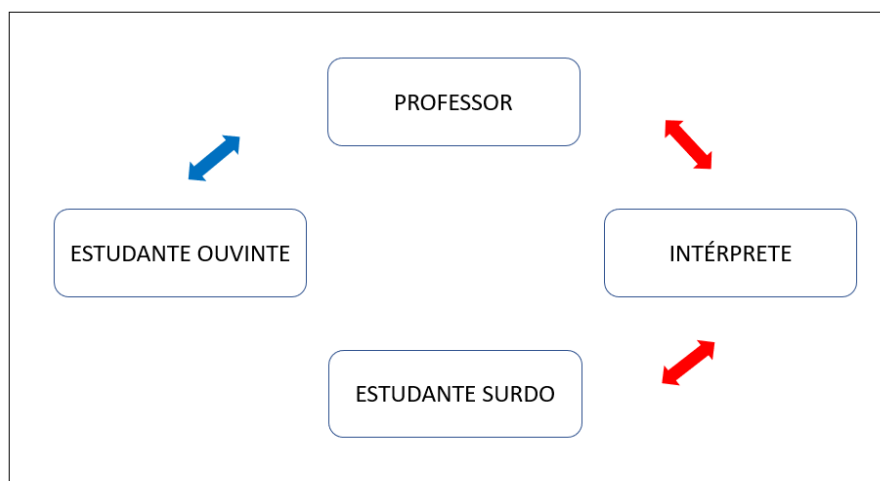 PROFESSOR
ESTUDANTE OUVINTE
INTÉRPRETE
ESTUDANTE SURDO